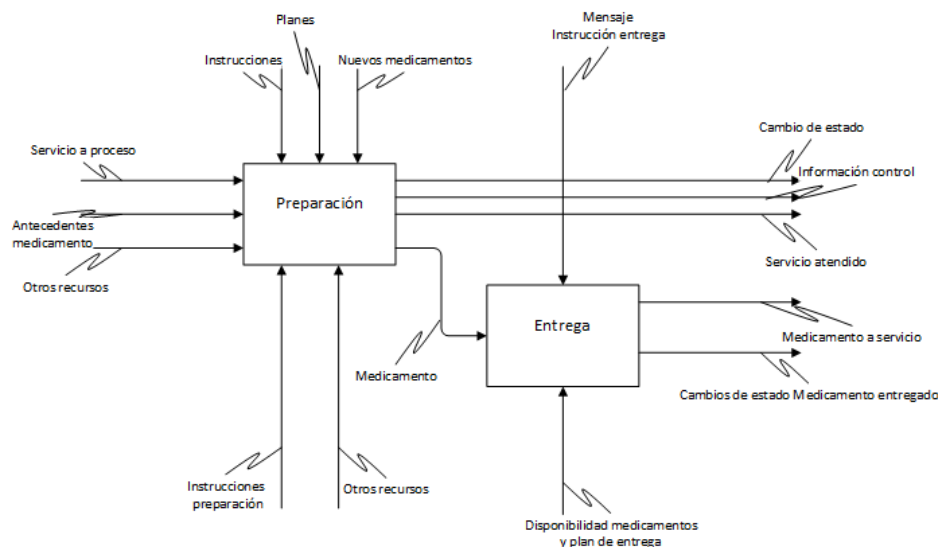 Planes
Mensaje
Instrucción entrega
Instrucciones
Nuevos medicamentos
Servicio a proceso
Cambio de estado
Información control
Preparación
Antecedentes
medicamento
Servicio atendido
Otros recursos
Entrega
Medicamento a servicio
Medicamento
Cambios de estado Medicamento entregado
Instrucciones
preparación
Otros recursos
Disponibilidad medicamentos
y plan de entrega